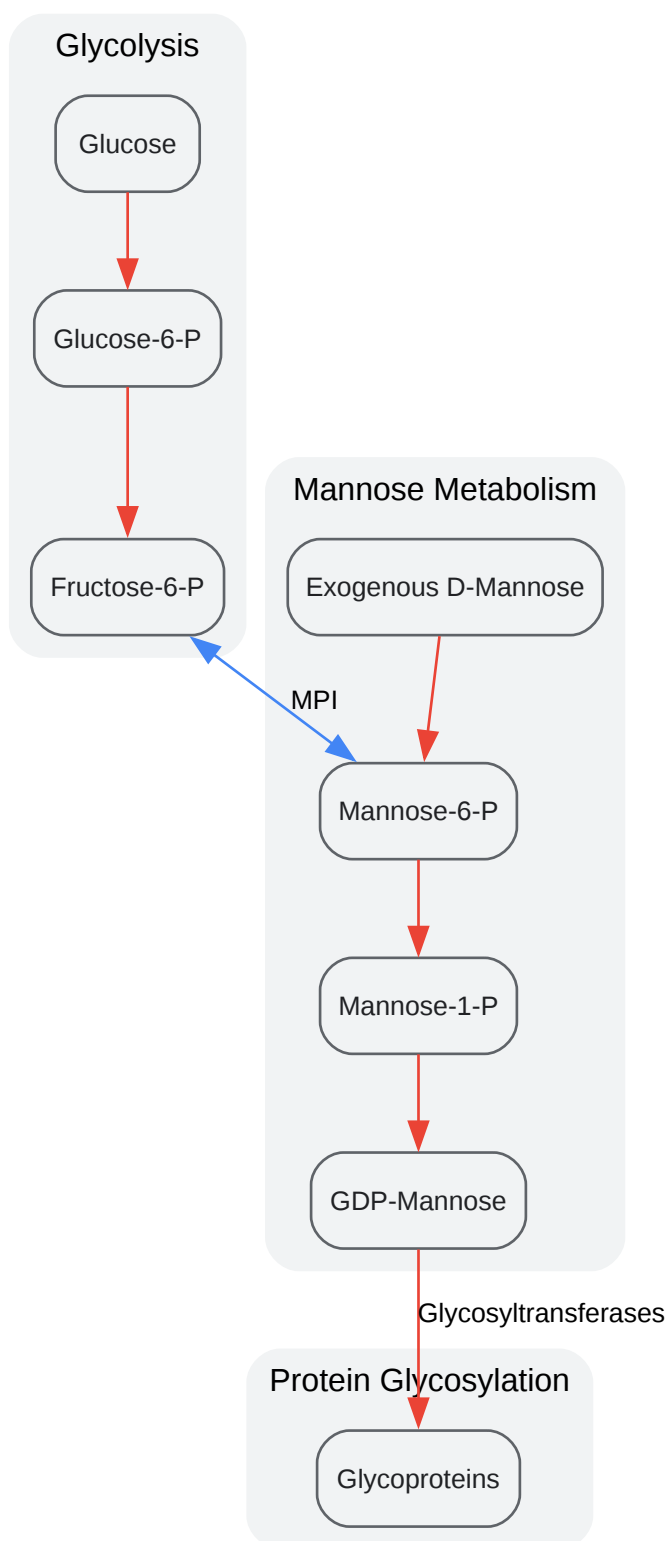 Glycolysis
Glucose
Glucose-6-P
Fructose-6-P
Mannose Metabolism
Exogenous D-Mannose
MPI
Mannose-6-P
Mannose-1-P
GDP-Mannose
Glycosyltransferases
Protein Glycosylation
Glycoproteins